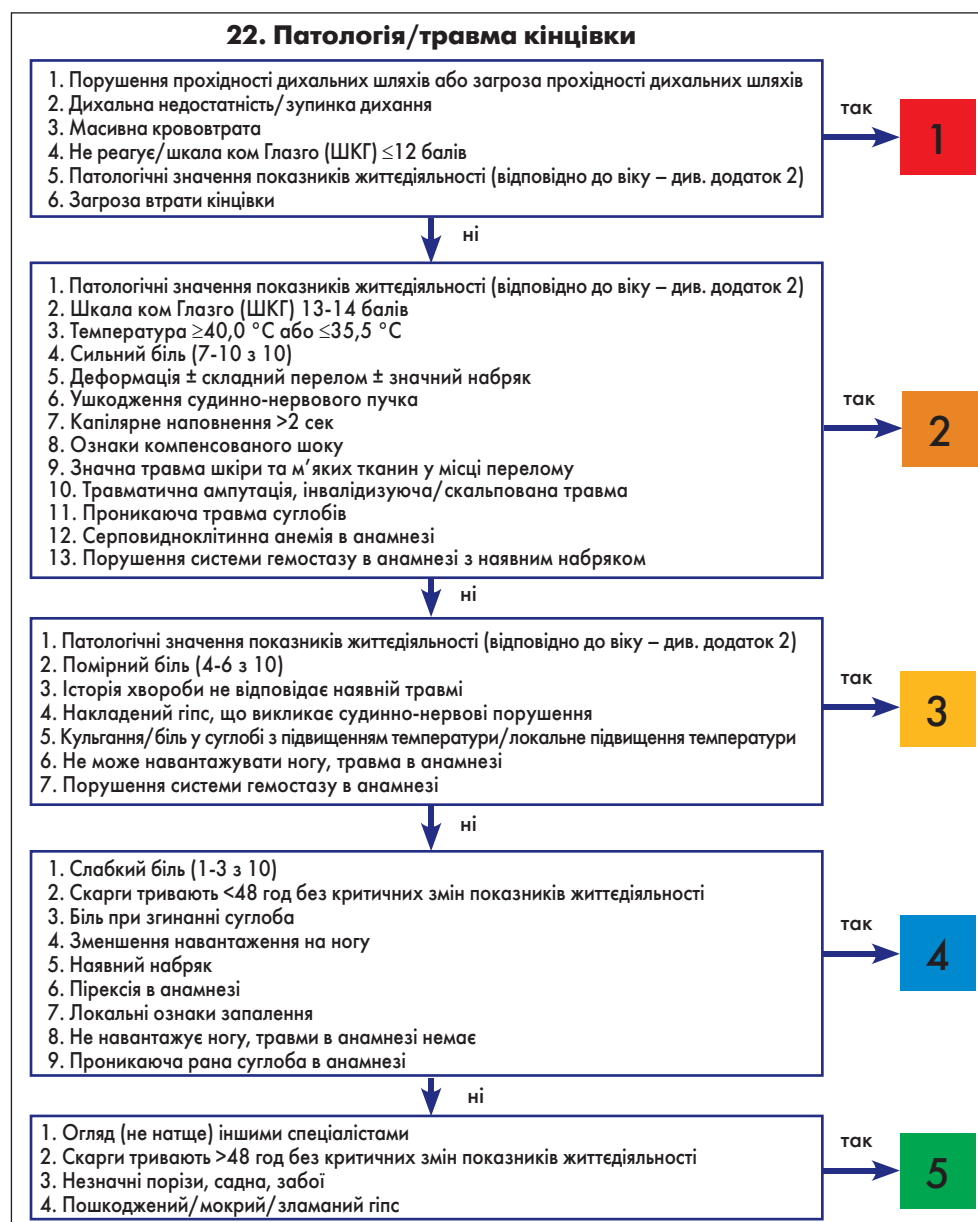 22. Патологія/травма кінцівки
1. Порушення прохідності дихальних шляхів або загроза прохідності дихальних шляхів
2. Дихальна недостатність/зупинка дихання
3. Масивна крововтрата
4. Не реагує/шкала ком Глазго (ШКГ) ≤12 балів
5. Патологічні значення показників життєдіяльності (відповідно до віку – див. додаток 2)
6. Загроза втрати кінцівки
так
1
ні
1. Патологічні значення показників життєдіяльності (відповідно до віку – див. додаток 2)
2. Шкала ком Глазго (ШКГ) 13-14 балів
3. Температура ≥40,0 °C або ≤35,5 °C
4. Сильний біль (7-10 з 10)
5. Деформація ± складний перелом ± значний набряк
6. Ушкодження судинно-нервового пучка
7. Капілярне наповнення >2 сек
8. Ознаки компенсованого шоку
9. Значна травма шкіри та м’яких тканин у місці перелому
10. Травматична ампутація, інвалідизуюча/скальпована травма
11. Проникаюча травма суглобів
12. Серповидноклітинна анемія в анамнезі
13. Порушення системи гемостазу в анамнезі з наявним набряком
так
2
ні
1. Патологічні значення показників життєдіяльності (відповідно до віку – див. додаток 2)
2. Помірний біль (4-6 з 10)
3. Історія хвороби не відповідає наявній травмі
4. Накладений гіпс, що викликає судинно-нервові порушення
5. Кульгання/біль у суглобі з підвищенням температури/локальне підвищення температури
6. Не може навантажувати ногу, травма в анамнезі
7. Порушення системи гемостазу в анамнезі
так
3
ні
1. Слабкий біль (1-3 з 10)
2. Скарги тривають <48 год без критичних змін показників життєдіяльності
3. Біль при згинанні суглоба
4. Зменшення навантаження на ногу
5. Наявний набряк
6. Пірексія в анамнезі
7. Локальні ознаки запалення
8. Не навантажує ногу, травми в анамнезі немає
9. Проникаюча рана суглоба в анамнезі
так
4
ні
1. Огляд (не натще) іншими спеціалістами
2. Скарги тривають >48 год без критичних змін показників життєдіяльності
3. Незначні порізи, садна, забої
4. Пошкоджений/мокрий/зламаний гіпс
так
5